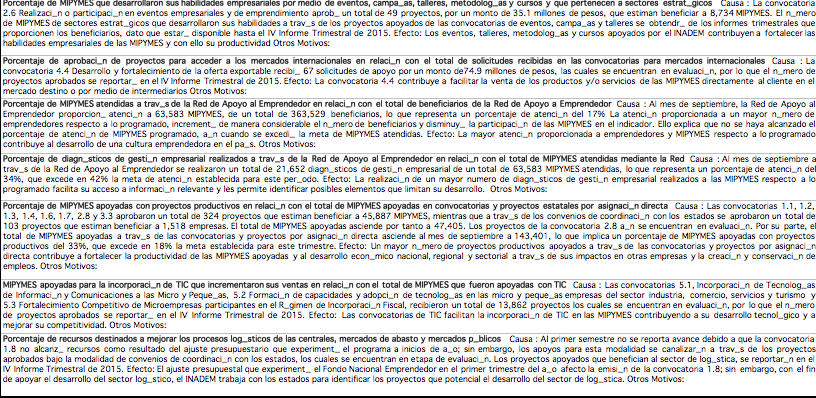 Porcentaje de MIPYMES que desarrollaron sus habilidades empresariales por medio de eventos, campa_as, talleres, metodolog_as y cursos y que pertenecen a sectores estrat_gicos Causa : La convocatoria
2.6 Realizaci_n o participaci_n en eventos empresariales y de emprendimiento aprob_ un total de 49 proyectos, por un monto de 35.1 millones de pesos, que estiman beneficiar a 8,734 MIPYMES. El n_mero
de MIPYMES de sectores estrat_gicos que desarrollaron sus habilidades a trav_s de los proyectos apoyados de las convocatorias de eventos, campa_as y talleres se obtendr_ de los informes trimestrales que
proporcionen los beneficiarios, dato que estar_ disponible hasta el IV Informe Trimestral de 2015. Efecto: Los eventos, talleres, metodolog_as y cursos apoyados por el INADEM contribuyen a fortalecer las
habilidades empresariales de las MIPYMES y con ello su productividad Otros Motivos:
Porcentaje de aprobaci_n de proyectos para acceder a los mercados internacionales en relaci_n con el total de solicitudes recibidas en las convocatorias para mercados internacionales Causa : La
convocatoria 4.4 Desarrollo y fortalecimiento de la oferta exportable recibi_ 67 solicitudes de apoyo por un monto de74.9 millones de pesos, las cuales se encuentran en evaluaci_n, por lo que el n_mero de
proyectos aprobados se reportar_ en el IV Informe Trimestral de 2015. Efecto: La convocatoria 4.4 contribuye a facilitar la venta de los productos y/o servicios de las MIPYMES directamente al cliente en el
mercado destino o por medio de intermediarios Otros Motivos:
Porcentaje de MIPYMES atendidas a trav_s de la Red de Apoyo al Emprendedor en relaci_n con el total de beneficiarios de la Red de Apoyo a Emprendedor Causa : Al mes de septiembre, la Red de Apoyo al
Emprendedor proporcion_ atenci_n a 63,583 MIPYMES, de un total de 363,529 beneficiarios, lo que representa un porcentaje de atenci_n del 17% La atenci_n proporcionada a un mayor n_mero de
emprendedores respecto a lo programado, increment_ de manera considerable el n_mero de beneficiarios y disminuy_ la participaci_n de las MIPYMES en el indicador. Ello explica que no se haya alcanzado el
porcentaje de atenci_n de MIPYMES programado, a_n cuando se excedi_ la meta de MIPYMES atendidas. Efecto: La mayor atenci_n proporcionada a emprendedores y MIPYMES respecto a lo programado
contribuye al desarrollo de una cultura emprendedora en el pa_s. Otros Motivos:
Porcentaje de diagn_sticos de gesti_n empresarial realizados a trav_s de la Red de Apoyo al Emprendedor en relaci_n con el total de MIPYMES atendidas mediante la Red Causa : Al mes de septiembre a
trav_s de la Red de Apoyo al Emprendedor se realizaron un total de 21,652 diagn_sticos de gesti_n empresarial de un total de 63,583 MIPYMES atendidas, lo que representa un porcentaje de atenci_n del
34%, que excede en 42% la meta de atenci_n establecida para este per_odo. Efecto: La realizaci_n de un mayor numero de diagn_sticos de gesti_n empresarial realizados a las MIPYMES respecto a lo
programado facilita su acceso a informaci_n relevante y les permite identificar posibles elementos que limitan su desarrollo. Otros Motivos:
Porcentaje de MIPYMES apoyadas con proyectos productivos en relaci_n con el total de MIPYMES apoyadas en convocatorias y proyectos estatales por asignaci_n directa Causa : Las convocatorias 1.1, 1.2,
1.3, 1.4, 1.6, 1.7, 2.8 y 3.3 aprobaron un total de 324 proyectos que estiman beneficiar a 45,887 MIPYMES, mientras que a trav_s de los convenios de coordinaci_n con los estados se aprobaron un total de
103 proyectos que estiman beneficiar a 1,518 empresas. El total de MIPYMES apoyadas asciende por tanto a 47,405. Los proyectos de la convocatoria 2.8 a_n se encuentran en evaluaci_n. Por su parte, el
total de MIPYMES apoyadas a trav_s de las convocatorias y proyectos por asignaci_n directa asciende al mes de septiembre a 143,401, lo que implica un porcentaje de MIPYMES apoyadas con proyectos
productivos del 33%, que excede en 18% la meta establecida para este trimestre. Efecto: Un mayor n_mero de proyectos productivos apoyados a trav_s de las convocatorias y proyectos por asignaci_n
directa contribuye a fortalecer la productividad de las MIPYMES apoyadas y al desarrollo econ_mico nacional, regional y sectorial a trav_s de sus impactos en otras empresas y la creaci_n y conservaci_n de
empleos. Otros Motivos:
MIPYMES apoyadas para la incorporaci_n de TIC que incrementaron sus ventas en relaci_n con el total de MIPYMES que fueron apoyadas con TIC Causa : Las convocatorias 5.1, Incorporaci_n de Tecnolog_as
de Informaci_n y Comunicaciones a las Micro y Peque_as, 5.2 Formaci_n de capacidades y adopci_n de tecnolog_as en las micro y peque_as empresas del sector industria, comercio, servicios y turismo y
5.3 Fortalecimiento Competitivo de Microempresas participantes en el R_gimen de Incorporaci_n Fiscal, recibieron un total de 13,862 proyectos los cuales se encuentran en evaluaci_n, por lo que el n_mero
de proyectos aprobados se reportar_ en el IV Informe Trimestral de 2015. Efecto: Las convocatorias de TIC facilitan la incorporaci_n de TIC en las MIPYMES contribuyendo a su desarrollo tecnol_gico y a
mejorar su competitividad. Otros Motivos:
Porcentaje de recursos destinados a mejorar los procesos log_sticos de las centrales, mercados de abasto y mercados p_blicos Causa : Al primer semestre no se reporta avance debido a que la convocatoria
1.8 no alcanz_ recursos como resultado del ajuste presupuestario que experiment_ el programa a inicios de a_o; sin embargo, los apoyos para esta modalidad se canalizar_n a trav_s de los proyectos
aprobados bajo la modalidad de convenios de coordinaci_n con los estados, los cuales se encuentran en etapa de evaluaci_n. Los proyectos apoyados que benefician al sector de log_stica, se reportar_n en el
IV Informe Trimestral de 2015. Efecto: El ajuste presupuestal que experiment_ el Fondo Nacional Emprendedor en el primer trimestre del a_o afecto la emisi_n de la convocatoria 1.8; sin embargo, con el fin
de apoyar el desarrollo del sector log_stico, el INADEM trabaja con los estados para identificar los proyectos que potencial el desarrollo del sector de log_stica. Otros Motivos: